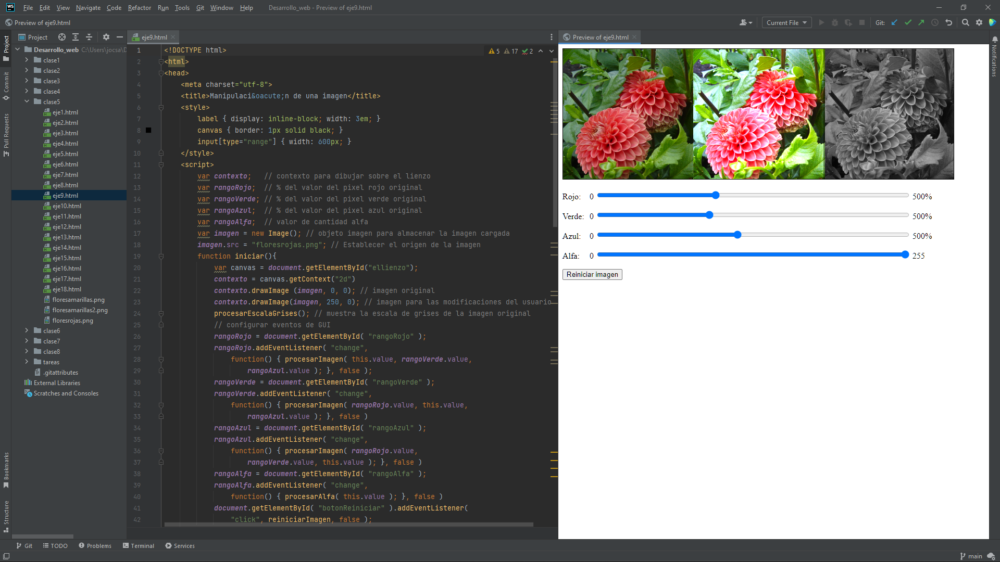 WS File Edit View Navigate Code Refactor Run Tools Git Window Help Desarrollo_web - Preview of eje9.html
Preview of eje9.html Current File Git:
Project
eje9.html
Preview of eje9.html
Project
Commit
Pull Requests
Bookmarks
Structure
Notifications
Desarrollo_web C:\Users\jocsa\D
clase1
clase2
clase3
clase4
clase5
eje1.html
eje2.html
eje3.html
eje4.html
eje5.html
eje6.html
eje7.html
eje8.html
eje9.html
eje10.html
eje11.html
eje12.html
eje13.html
eje14.html
eje15.html
eje16.html
eje17.html
eje18.html
floresamarillas.png
floresamarillas2.png
floresrojas.png
clase6
clase7
clase8
tareas
.gitattributes
External Libraries
Scratches and Consoles
5 17 2
1 <!DOCTYPE html>
2 <html>
3 <head>
4 <meta charset="utf-8">
5 <title>Manipulaci&oacute;n de una imagen</title>
6 <style>
7 label { display: inline-block; width: 3em; }
8 canvas { border: 1px solid black; }
9 input[type="range"] { width: 600px; }
10 </style>
11 <script>
12 var contexto; // contexto para dibujar sobre el lienzo
13 var rangoRojo; // % del valor del pixel rojo original
14 var rangoVerde; // % del valor del pixel verde original
15 var rangoAzul; // % del valor del pixel azul original
16 var rangoAlfa; // valor de cantidad alfa
17 var imagen = new Image(); // objeto imagen para almacenar la imagen cargada
18 imagen.src = "floresrojas.png"; // Establecer el origen de la imagen
19 function iniciar(){
20 var canvas = document.getElementById("ellienzo");
21 contexto = canvas.getContext("2d")
22 contexto.drawImage (imagen, 0, 0); // imagen original
23 contexto.drawImage(imagen, 250, 0); // imagen para las modificaciones del usuario
24 procesarEscalaGrises(); // muestra la escala de grises de la imagen original
25 // configurar eventos de GUI
26 rangoRojo = document.getElementById( "rangoRojo" );
27 rangoRojo.addEventListener( "change",
28 function() { procesarImagen( this.value, rangoVerde.value,
29 rangoAzul.value ); }, false );
30 rangoVerde = document.getElementById( "rangoVerde" );
31 rangoVerde.addEventListener( "change",
32 function() { procesarImagen( rangoRojo.value, this.value,
33 rangoAzul.value ); }, false )
34 rangoAzul = document.getElementById( "rangoAzul" );
35 rangoAzul.addEventListener( "change",
36 function() { procesarImagen( rangoRojo.value,
37 rangoVerde.value, this.value ); }, false )
38 rangoAlfa = document.getElementById( "rangoAlfa" );
39 rangoAlfa.addEventListener( "change",
40 function() { procesarAlfa( this.value ); }, false )
41 document.getElementById( "botonReiniciar" ).addEventListener(
42 "click", reiniciarImagen, false );
Rojo: 0 500%
Verde: 0 500%
Azul: 0 500%
Alfa: 0 255
Reiniciar imagen
Git TODO Problems Terminal Services
main